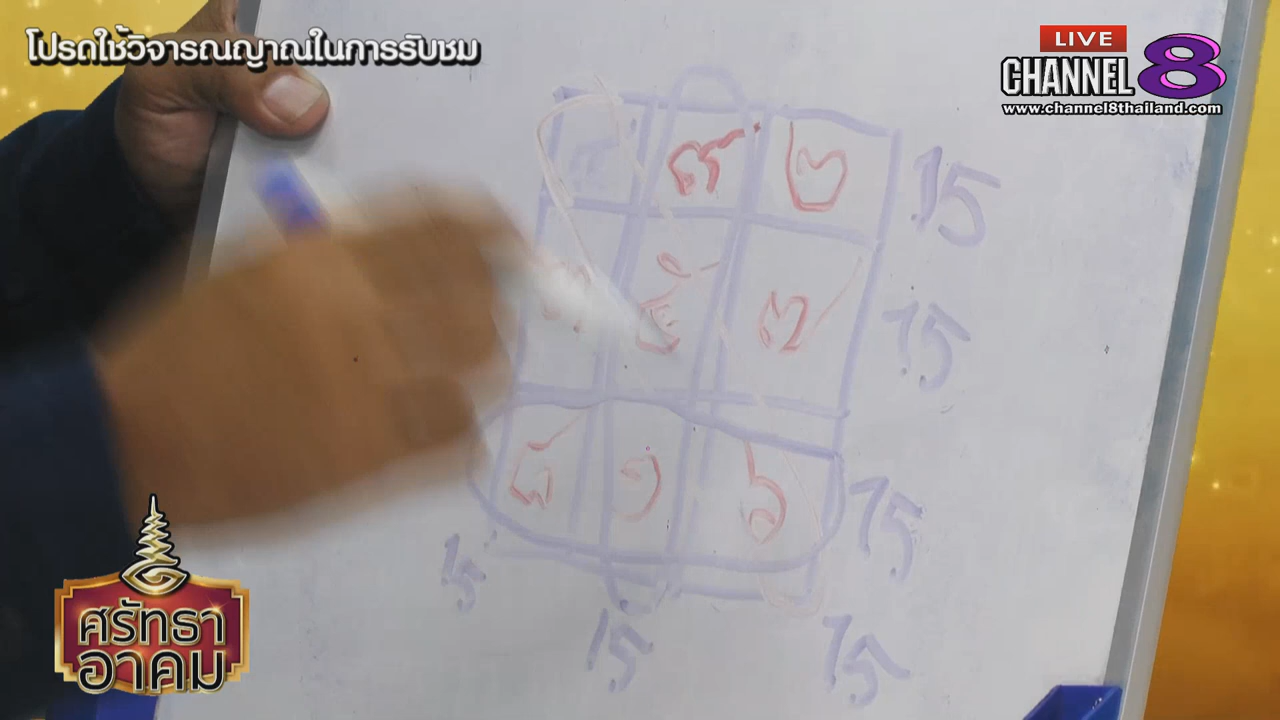 โปรดใช้วิจารณญาณในการรับชม
LIVE
CHANNEL 8
www.channel8thailand.com
๙ ๒ 15
๕ ๓ 15
๘ ๑ ๖ 15
15 15 15
ศรัทธา
อาคม